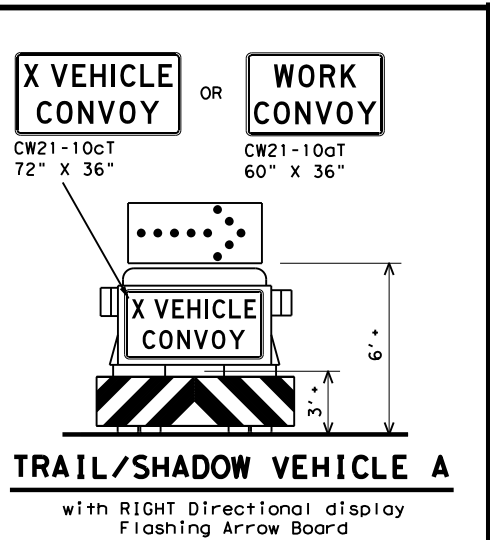 X VEHICLE
CONVOY
OR
WORK
CONVOY
CW21-10cT
72" X 36"
CW21-10aT
60" X 36"
X VEHICLE
CONVOY
6'+
3'+
TRAIL/SHADOW VEHICLE A
with RIGHT Directional display
Flashing Arrow Board